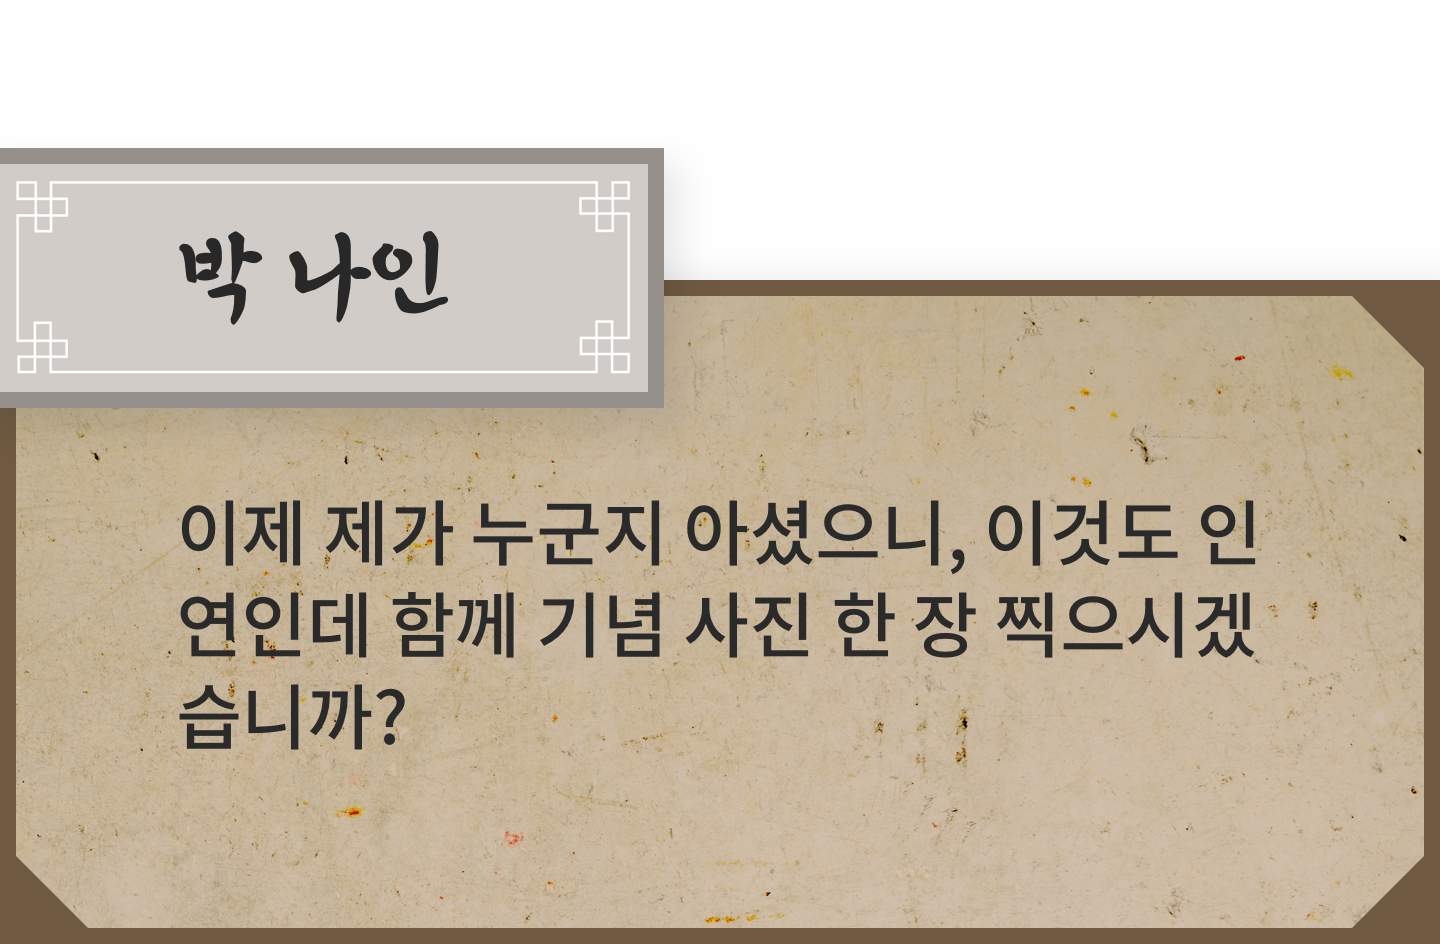 박 나인
이제 제가 누군지 아셨으니, 이것도 인
연인데 함께 기념 사진 한 장 찍으시겠
습니까?